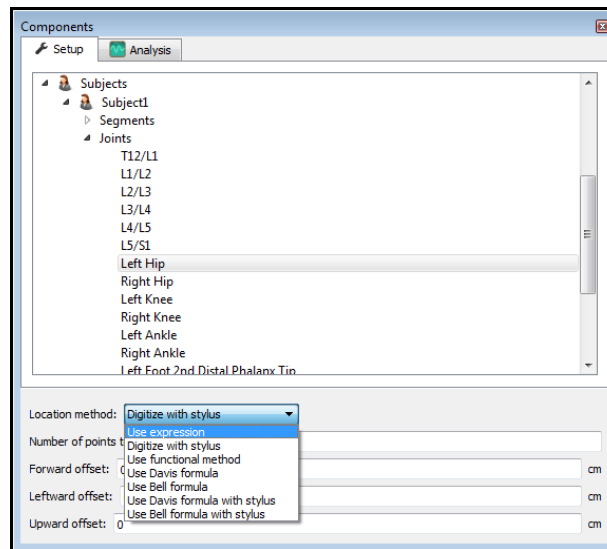 Components
Setup Analysis
Subjects
Subject1
Segments
Joints
T12/L1
L1/L2
L2/L3
L3/L4
L4/L5
L5/S1
Left Hip
Right Hip
Left Knee
Right Knee
Left Ankle
Right Ankle
Left Foot 2nd Distal Phalanx Tip
Location method: Digitize with stylus
Use expression
Number of points t
Digitize with stylus
Use functional method
Forward offset: cm
Use Davis formula
Use Bell formula
Leftward offset: cm
Use Davis formula with stylus
Use Bell formula with stylus
Upward offset: 0 cm